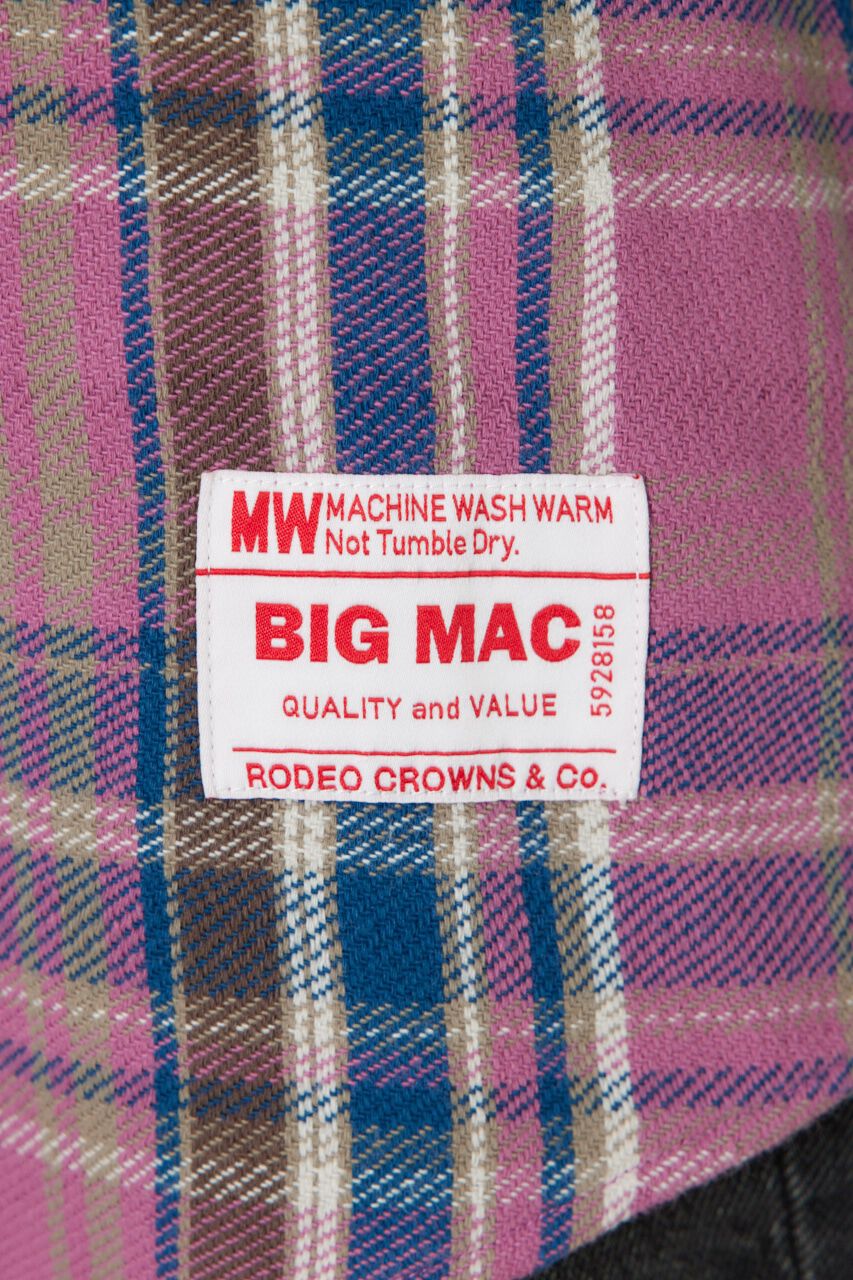 MW MACHINE WASH WARM
Not Tumble Dry.
BIG MAC
5928158
QUALITY and VALUE
RODEO CROWNS & Co.